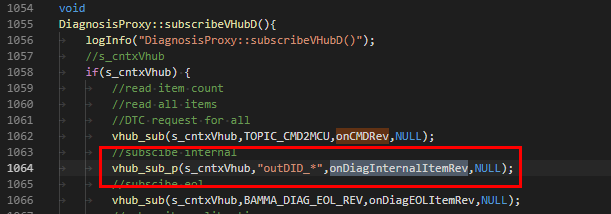 1054 void
1055 DiagnosisProxy::subscribeVHubD(){
1056 logInfo("DiagnosisProxy::subscribeVHubD()");
1057 //s_cntxVhub
1058 if(s_cntxVhub) {
1059 //read item count
1060 //read all items
1061 //DTC request for all
1062 vhub_sub(s_cntxVhub,TOPIC_CMD2MCU,onCMDRev,NULL);
1063 //subscibe internal
1064 vhub_sub_p(s_cntxVhub,"outDID_*",onDiagInternalItemRev,NULL);
1065 //subscibe eol
1066 vhub_sub(s_cntxVhub,BAMMA_DIAG_EOL_REV,onDiagEOLItemRev,NULL);